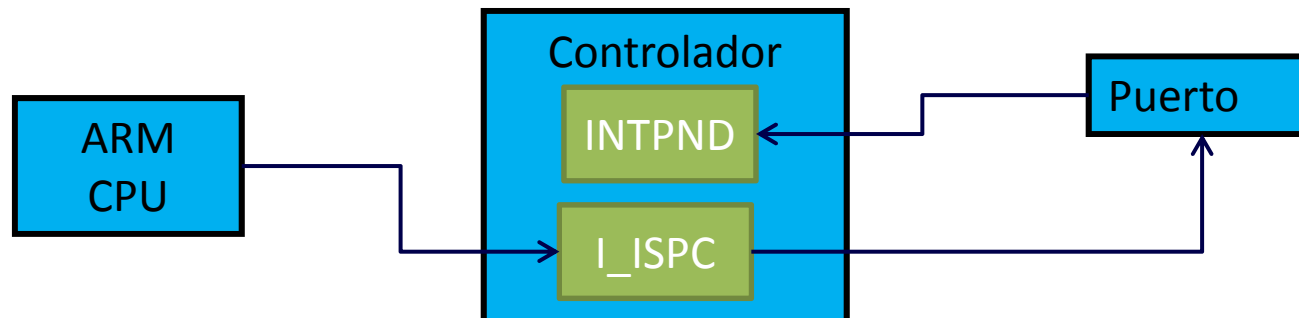 Controlador
INTPND
Puerto
ARM
CPU
I_ISPC